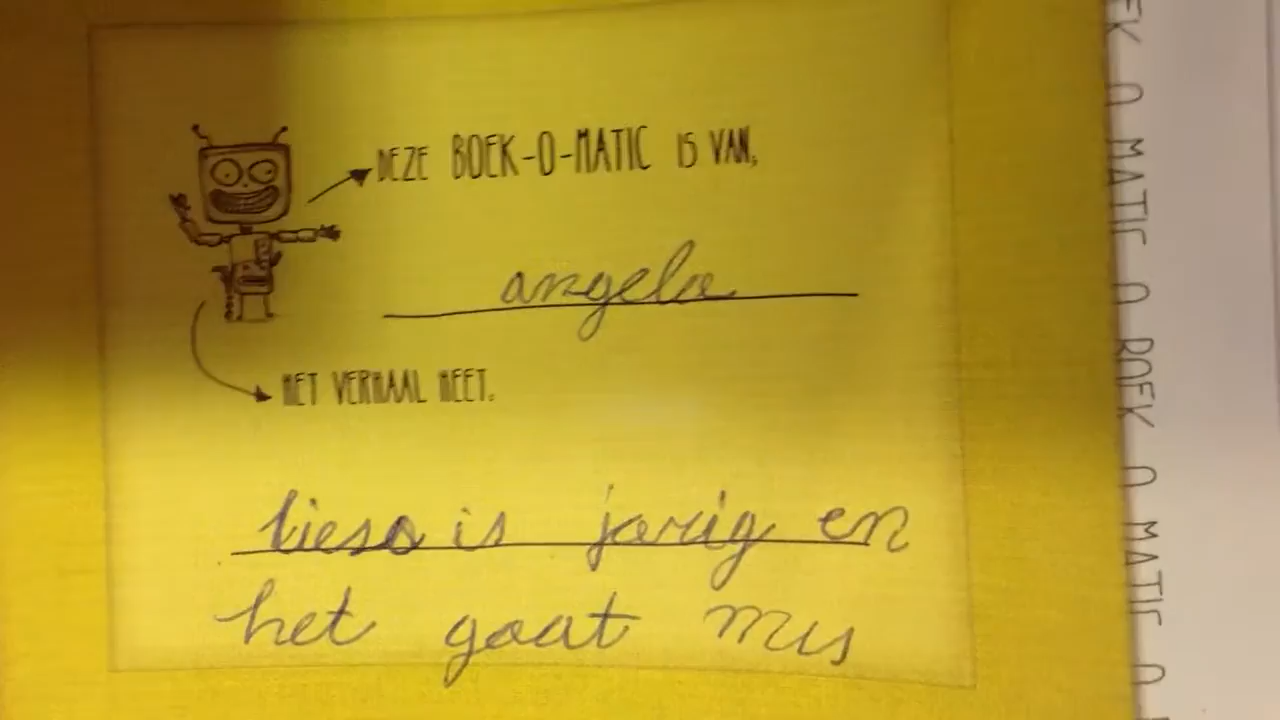 DEZE BOEK-O-MATIC IS VAN,
angela
HET VERHAAL HEET.
liesa is jarig en
het gaat mis
EK O MATIC O BOEK O MATIC O